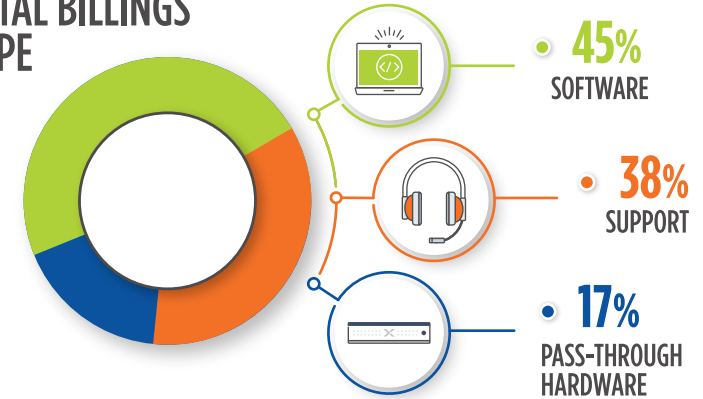 TAL BILLINGS
PE
45%
SOFTWARE
38%
SUPPORT
17%
PASS-THROUGH
HARDWARE